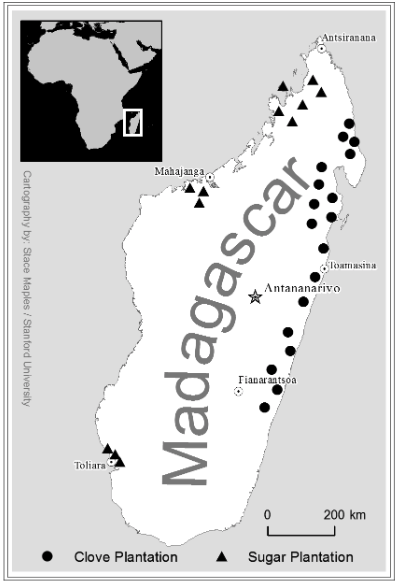 Antsiranana
Mahajanga
Madagascar
Toamasina
Antananarivo
Fianarantsoa
Toliara
Cartography by: Stace Maples / Stanford University
0 200 km
Clove Plantation Sugar Plantation